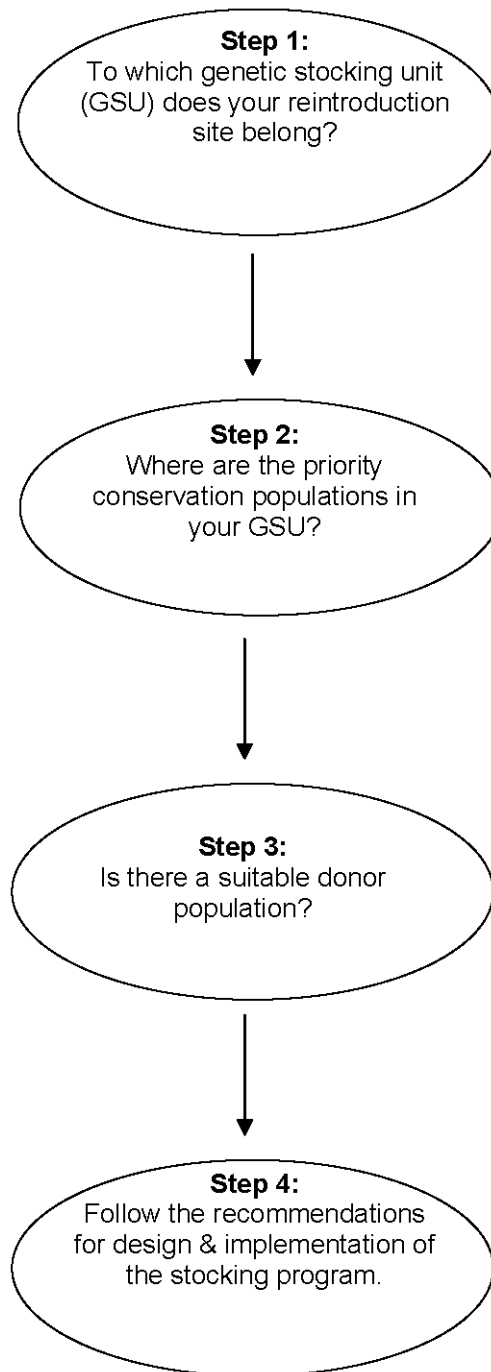 Step 1:
To which genetic stocking unit
(GSU) does your reintroduction
site belong?
Step 2:
Where are the priority
conservation populations in
your GSU?
Step 3:
Is there a suitable donor
population?
Step 4:
Follow the recommendations
for design & implementation of
the stocking program.